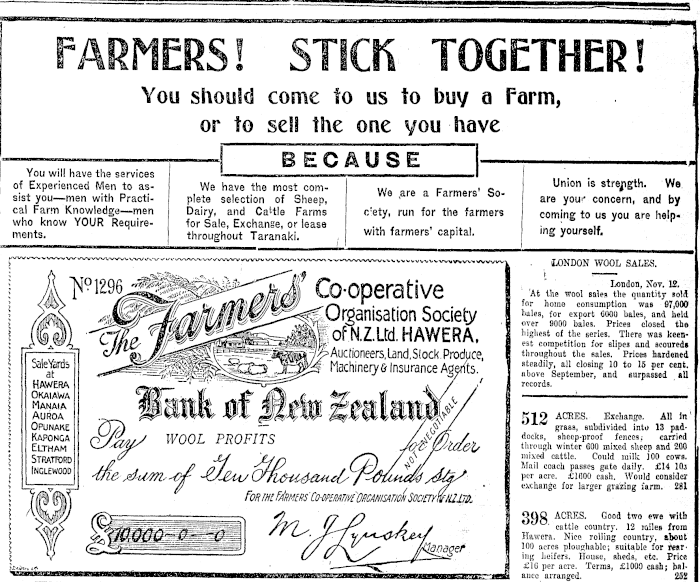 FARMERS! STICK TOGETHER!
You should come to us to buy a Farm,
or to sell the one you have
BECAUSE
You will have the services
of Experienced Men to as-
sist you—men with Practi-
cal Farm Knowledge—men
who know YOUR Require-
ments.
We have the most com-
plete selection of Sheep,
Dairy, and Cattle Farms
for Sale, Exchange, or lease
throughout Taranaki.
We are a Farmers' So-
ciety, run for the farmers
with farmers' capital.
Union is strength. We
are your concern, and by
coming to us you are help-
ing yourself.
No 1296
The Farmers'
Co-operative
Organisation Society
of N.Z. Ltd. HAWERA,
Auctioneers, Land, Stock, Produce,
Machinery & Insurance Agents.
Sale Yards
at
HAWERA
OKAIAWA
MANAIA
AUROA
OPUNAKE
KAPONGA
ELTHAM
STRATFORD
INGLEWOOD
Bank of New Zealand
Pay WOOL PROFITS or Order
NOT NEGOTIABLE
the sum of Ten Thousand Pounds Stg
FOR THE FARMERS' CO-OPERATIVE ORGANISATION SOCIETY of N.Z. LTD.
£10,000-0-0
M. J. Lynskey
Manager
LONDON WOOL SALES.
London, Nov. 12.
At the wool sales the quantity sold
for home consumption was 97,000
bales, for export 6000 bales, and held
over 9000 bales. Prices closed the
highest of the series. There was keen-
est competition for slipes and scoureds
throughout the sales. Prices hardened
steadily, all closing 10 to 15 per cent.
above September, and surpassed all
records.
512 ACRES. Exchange. All in
grass, subdivided into 13 pad-
docks, sheep-proof fences; carried
through winter 600 mixed sheep and 200
mixed cattle. Could milk 100 cows.
Mail coach passes gate daily. £14 10s
per acre. £1000 cash. Would consider
exchange for larger grazing farm. 281
398 ACRES. Good two ewe with
cattle country. 12 miles from
Hawera. Nice rolling country, about
100 acres ploughable; suitable for rear-
ing heifers. House, sheds, etc. Price
£16 per acre. Terms, £1000 cash; bal-
ance arranged. 252